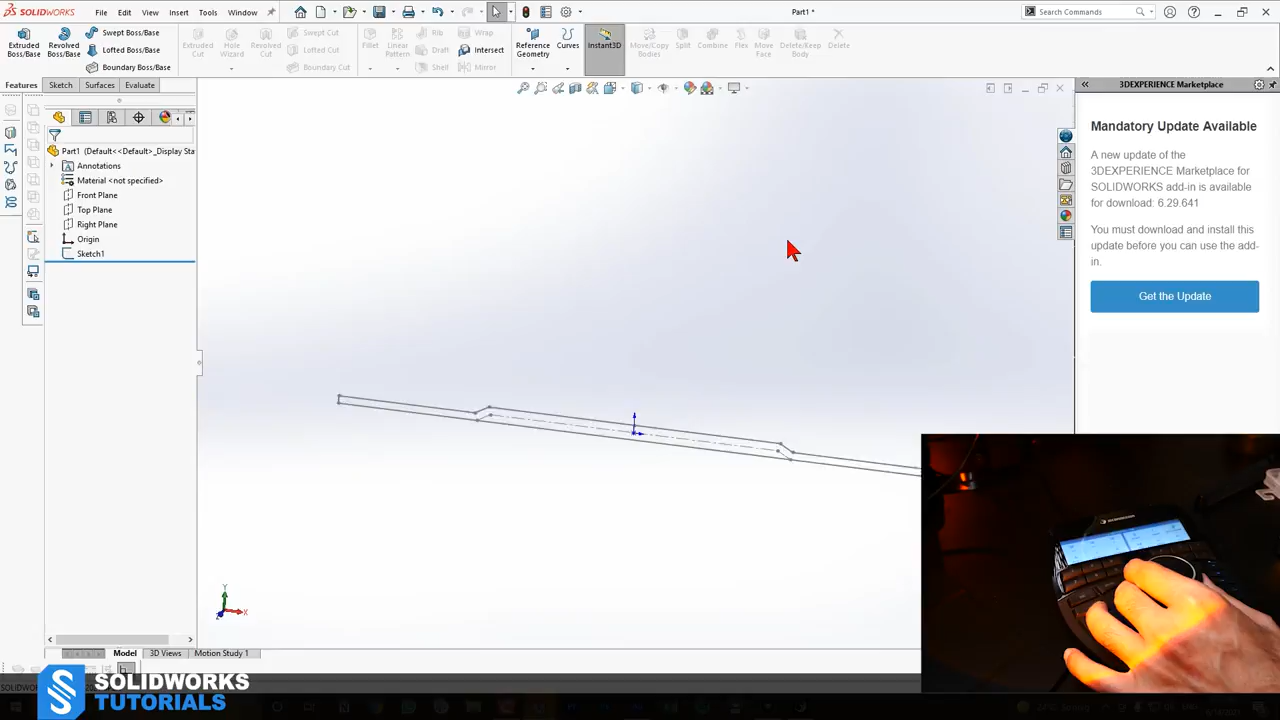 SOLIDWORKS
File
Edit
View
Insert
Tools
Window
Part1 *
Search Commands
Extruded Boss/Base
Revolved Boss/Base
Swept Boss/Base
Lofted Boss/Base
Boundary Boss/Base
Extruded Cut
Hole Wizard
Revolved Cut
Swept Cut
Lofted Cut
Boundary Cut
Fillet
Linear Pattern
Rib
Draft
Shell
Wrap
Intersect
Mirror
Reference Geometry
Curves
Instant3D
Move/Copy Bodies
Split
Combine
Flex
Move Face
Delete/Keep Body
Delete
Features
Sketch
Surfaces
Evaluate
3DEXPERIENCE Marketplace
Mandatory Update Available
A new update of the
3DEXPERIENCE Marketplace for
SOLIDWORKS add-in is available
for download: 6.29.641
You must download and install this
update before you can use the add-
in.
Get the Update
Part1 (Default<<Default>_Display Sta
Annotations
Material <not specified>
Front Plane
Top Plane
Right Plane
Origin
Sketch1
Y
X
Model
3D Views
Motion Study 1
SOLIDWORKS
TUTORIALS